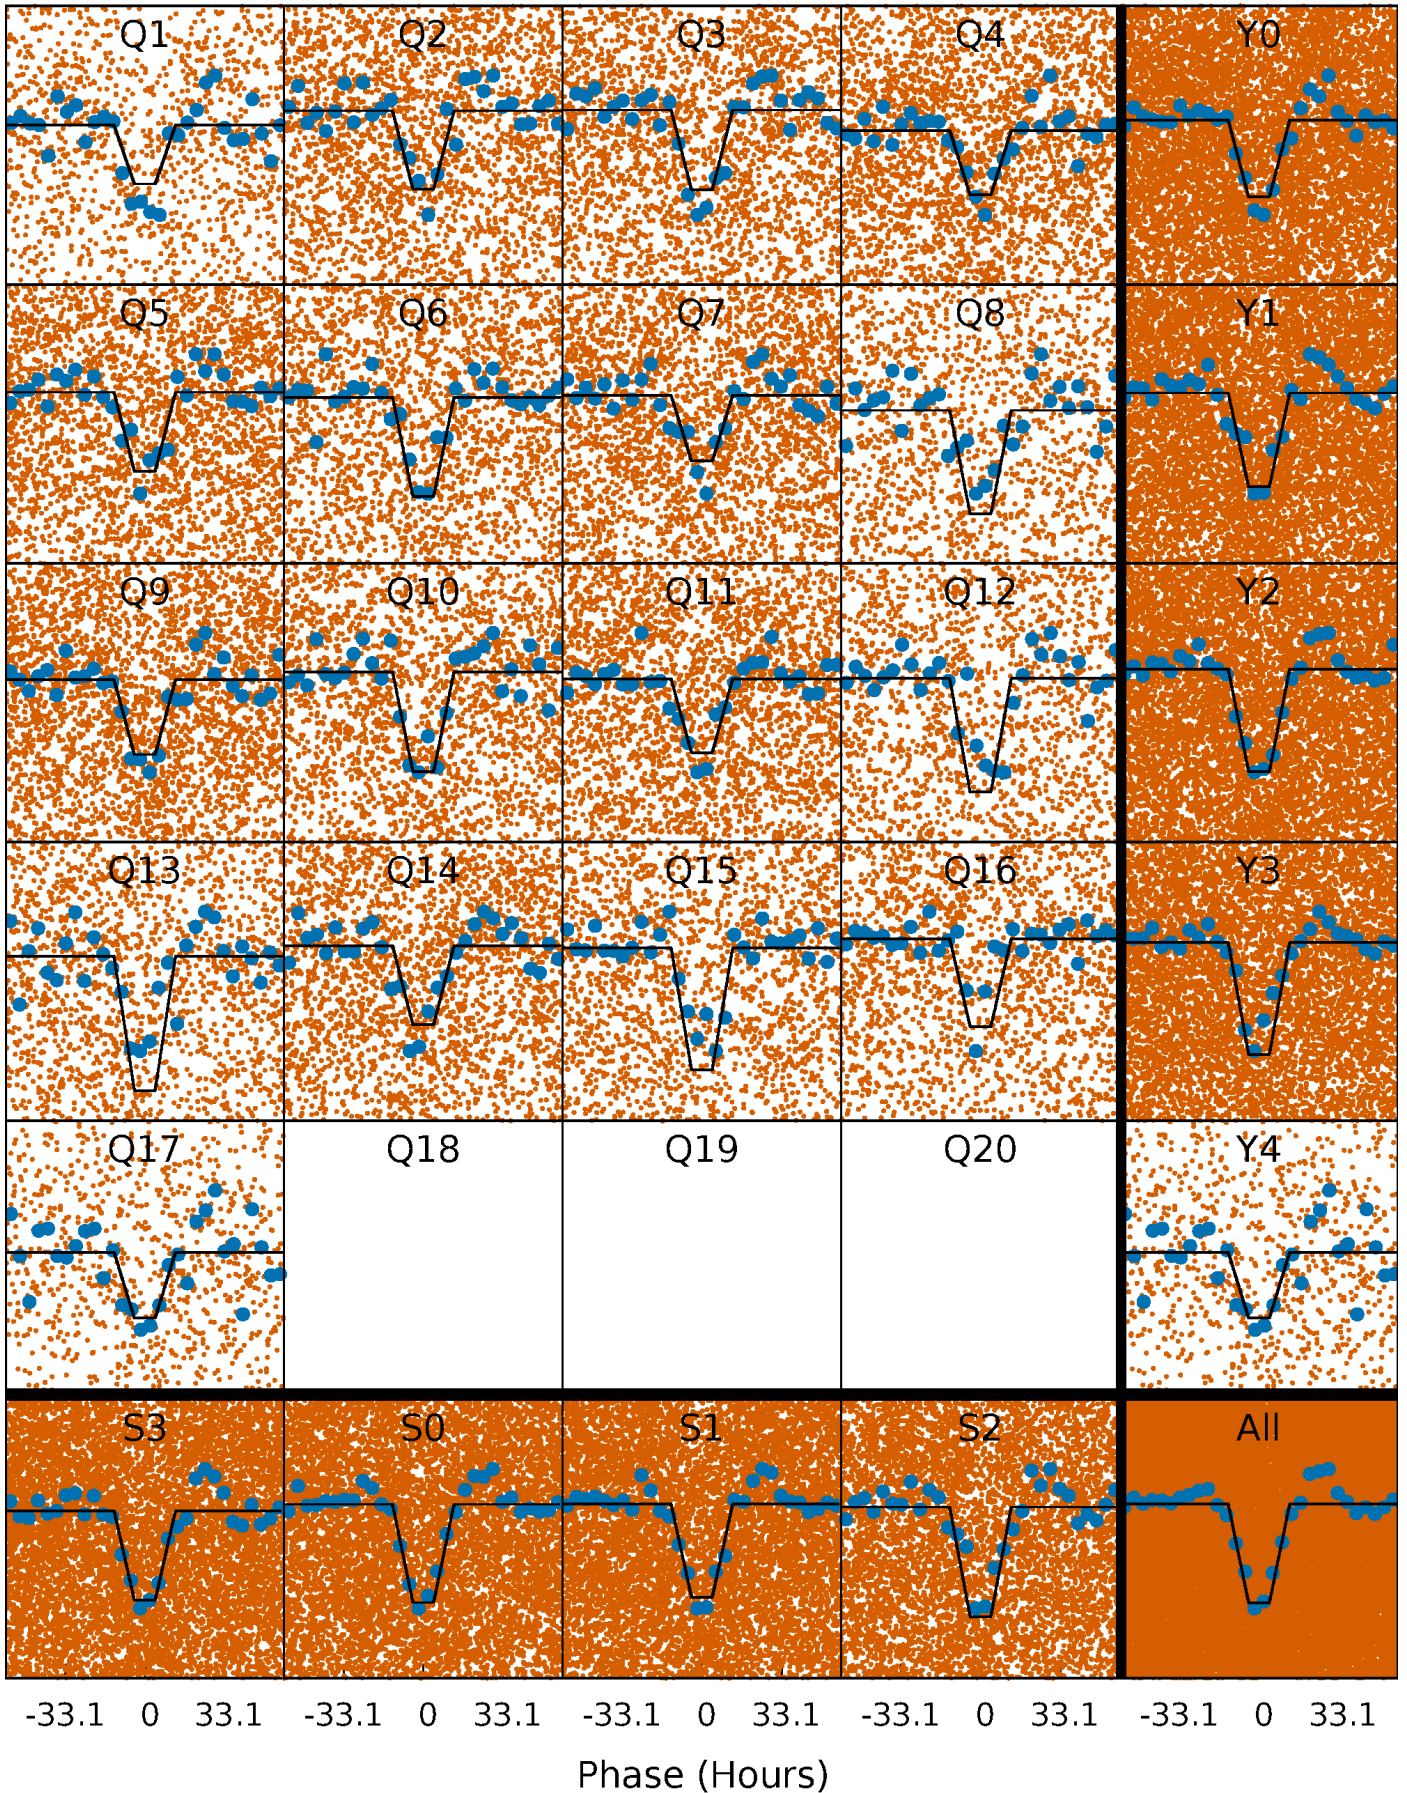 Q1 Q2 Q3 Q4 Y0
Q5 Q6 Q7 Q8 Y1
Q9 Q10 Q11 Q12 Y2
Q13 Q14 Q15 Q16 Y3
Q17 Q18 Q19 Q20 Y4
S3 S0 S1 S2 All
-33.1 0 33.1 -33.1 0 33.1 -33.1 0 33.1 -33.1 0 33.1 -33.1 0 33.1
Phase (Hours)